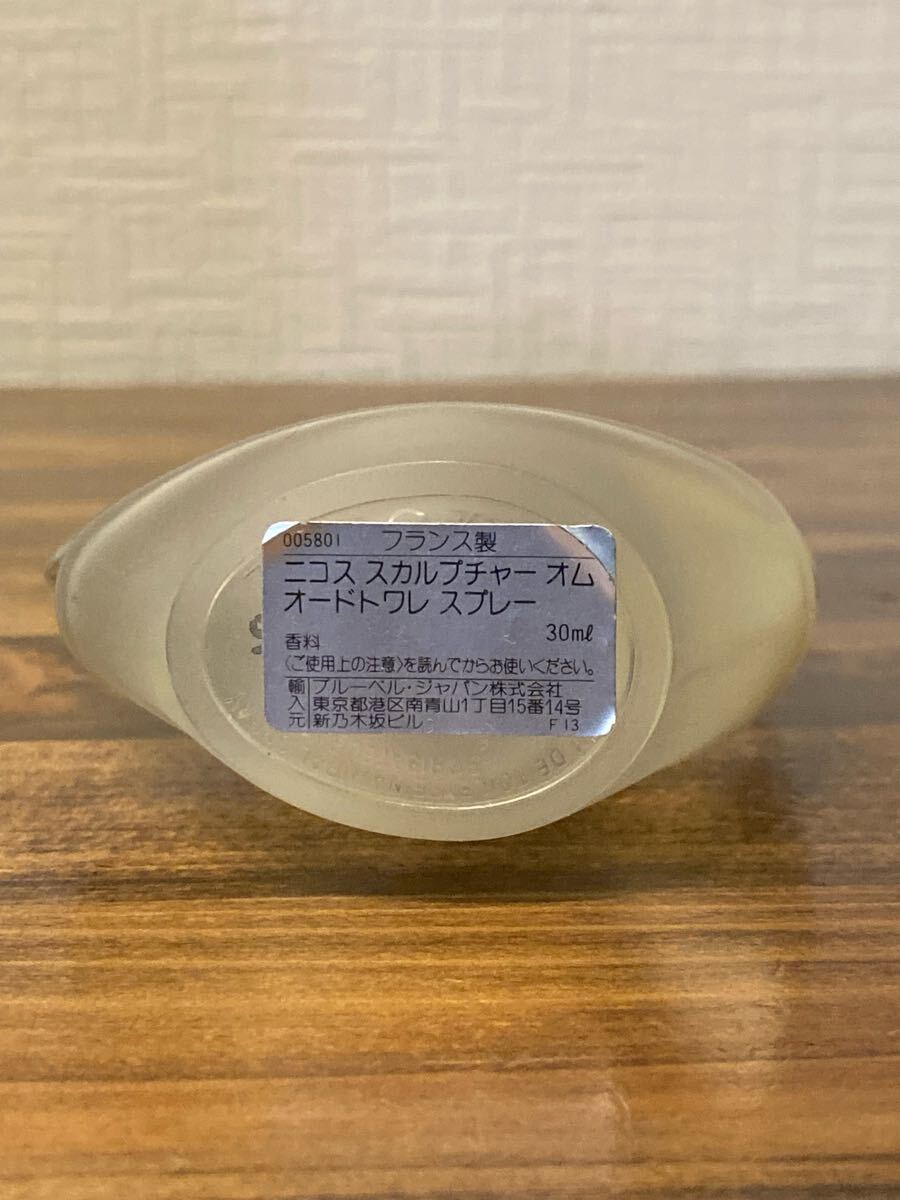 005801 フランス製
ニコス スカルプチャー オム
オードトワレ スプレー
30ml
香料
〈ご使用上の注意〉を読んでからお使いください。
輸入元
ブルーベル・ジャパン株式会社
東京都港区南青山1丁目15番14号
新乃木坂ビル F13